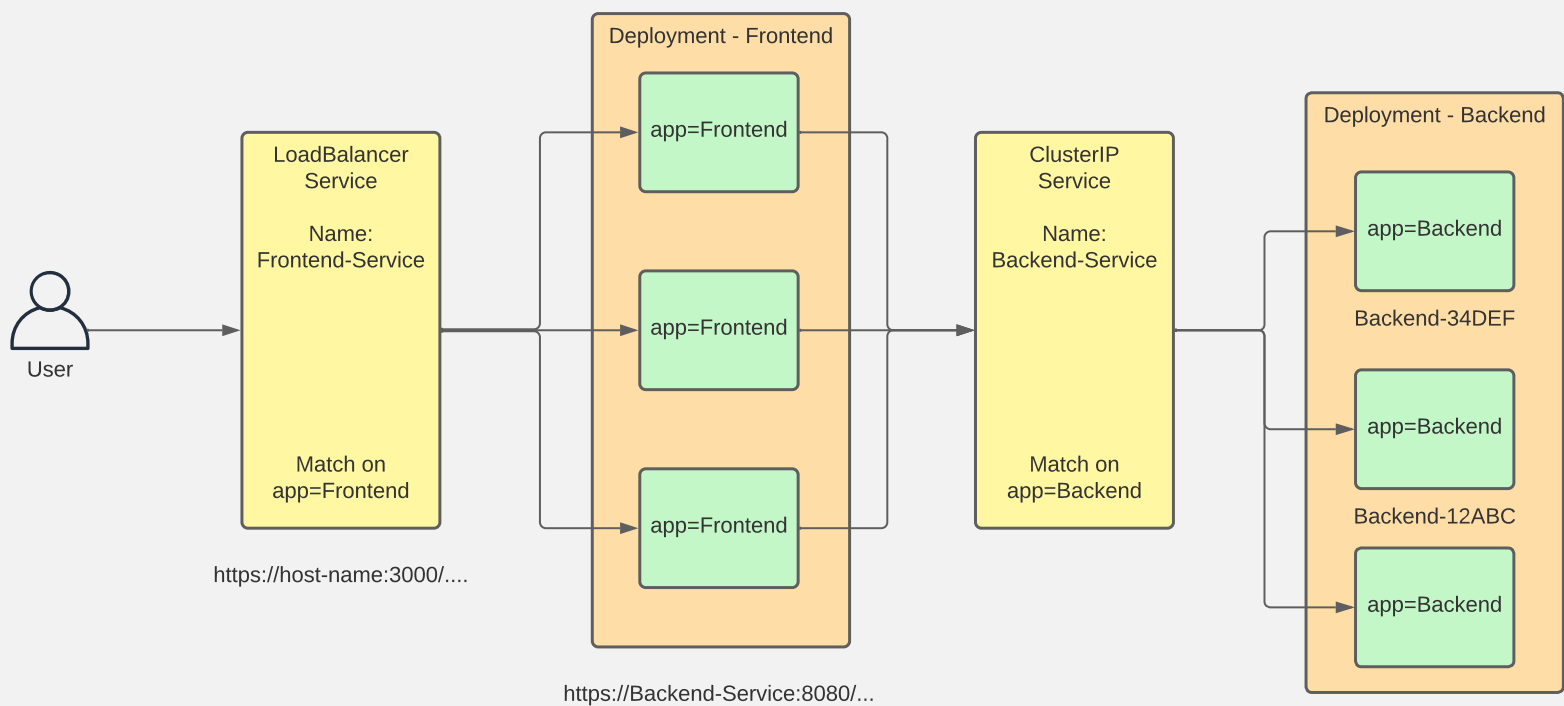 User
LoadBalancer
Service
Name:
Frontend-Service
Match on
app=Frontend
https://host-name:3000/....
Deployment - Frontend
app=Frontend
app=Frontend
app=Frontend
https://Backend-Service:8080/...
ClusterIP
Service
Name:
Backend-Service
Match on
app=Backend
Deployment - Backend
app=Backend
Backend-34DEF
app=Backend
Backend-12ABC
app=Backend